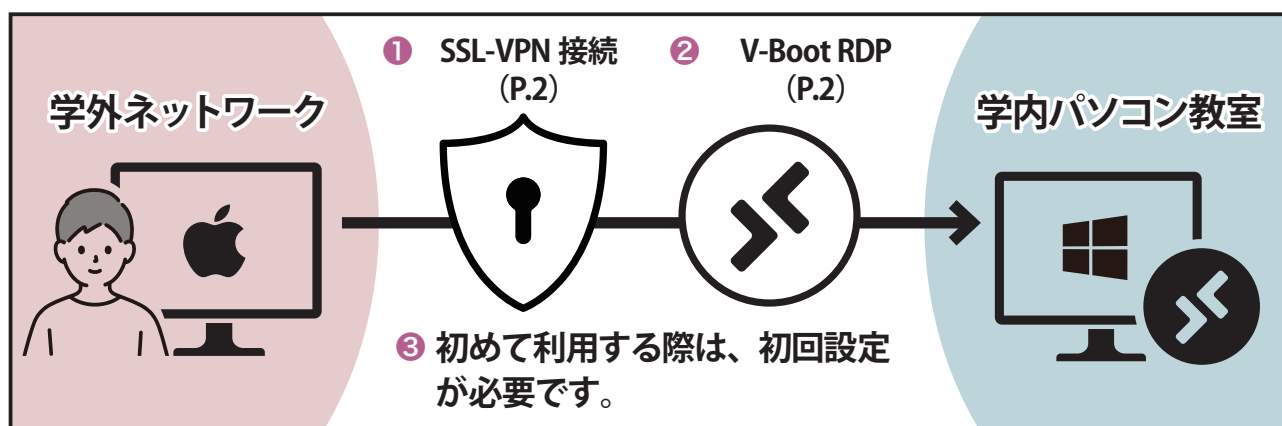 学外ネットワーク
❶ SSL-VPN 接続
（P.2）
❷ V-Boot RDP
（P.2）
学内パソコン教室
❸ 初めて利用する際は、初回設定
が必要です。